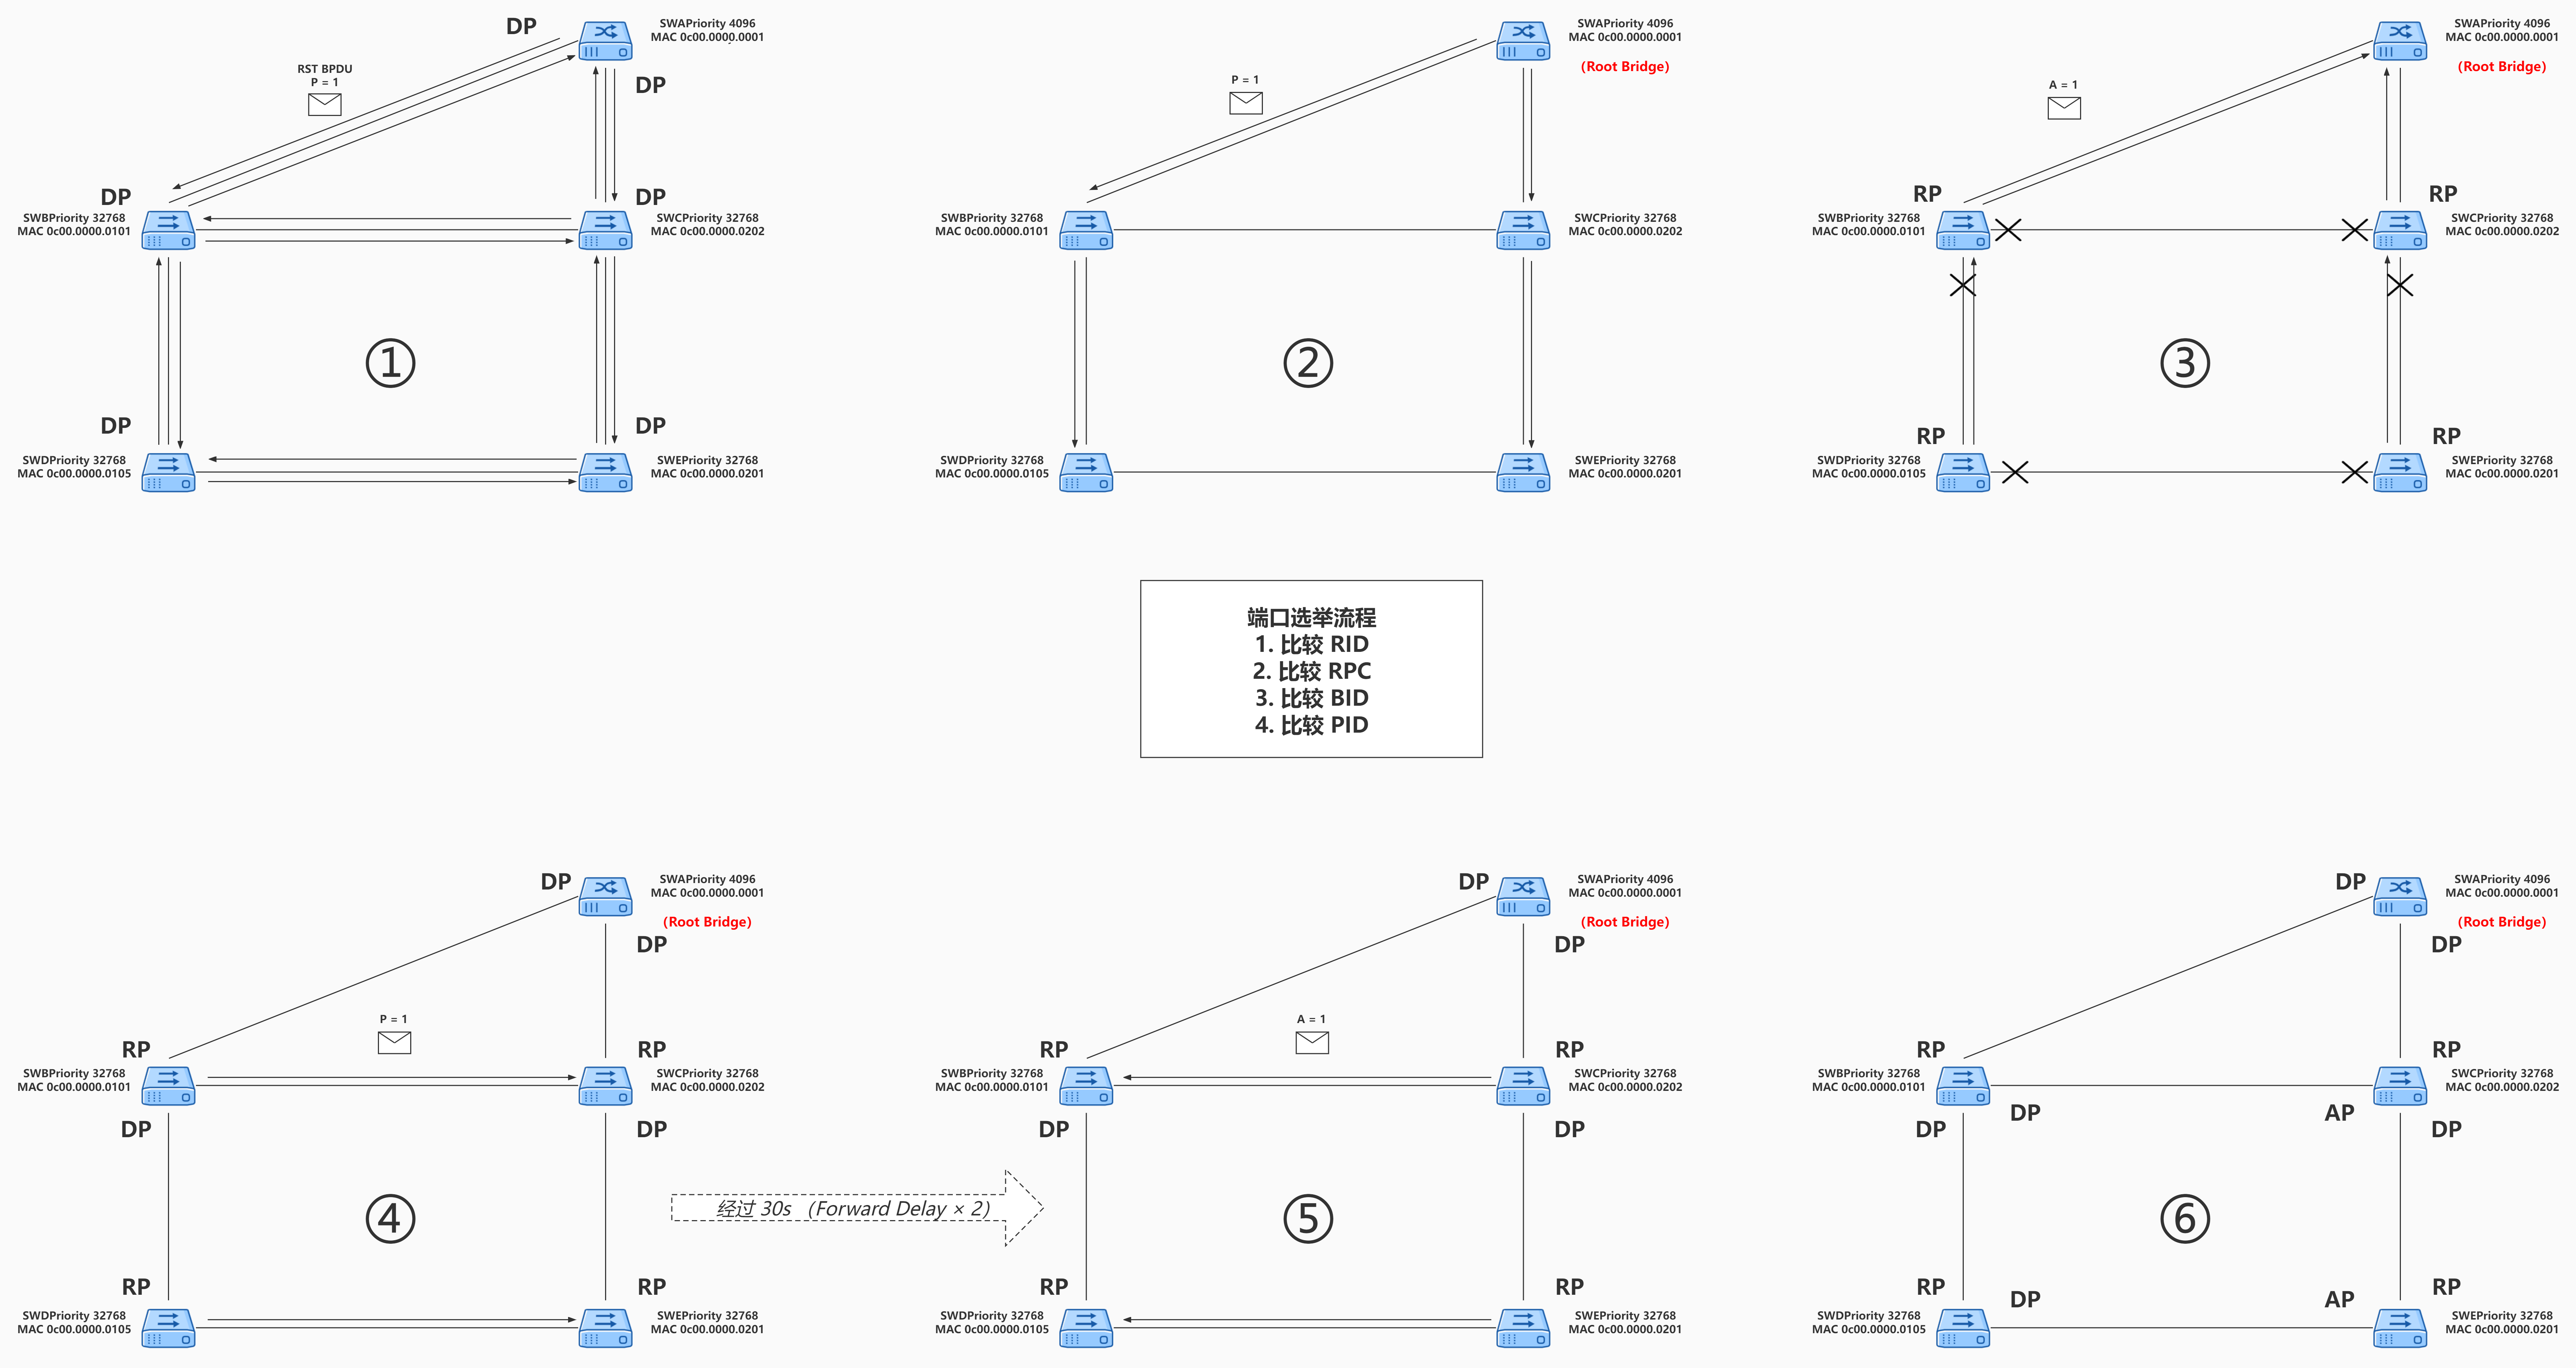 DP
SWAPriority 4096
MAC 0c00.0000.0001
RST BPDU
P = 1
DP
DP
SWBPriority 32768
MAC 0c00.0000.0101
DP
SWCPriority 32768
MAC 0c00.0000.0202
①
DP
SWDPriority 32768
MAC 0c00.0000.0105
DP
SWEPriority 32768
MAC 0c00.0000.0201
SWAPriority 4096
MAC 0c00.0000.0001
(Root Bridge)
P = 1
SWBPriority 32768
MAC 0c00.0000.0101
SWCPriority 32768
MAC 0c00.0000.0202
②
SWDPriority 32768
MAC 0c00.0000.0105
SWEPriority 32768
MAC 0c00.0000.0201
SWAPriority 4096
MAC 0c00.0000.0001
(Root Bridge)
A = 1
RP
SWBPriority 32768
MAC 0c00.0000.0101
RP
SWCPriority 32768
MAC 0c00.0000.0202
③
RP
SWDPriority 32768
MAC 0c00.0000.0105
RP
SWEPriority 32768
MAC 0c00.0000.0201
端口选举流程
1. 比较 RID
2. 比较 RPC
3. 比较 BID
4. 比较 PID
DP
SWAPriority 4096
MAC 0c00.0000.0001
(Root Bridge)
DP
P = 1
RP
SWBPriority 32768
MAC 0c00.0000.0101
RP
SWCPriority 32768
MAC 0c00.0000.0202
DP
DP
④
RP
SWDPriority 32768
MAC 0c00.0000.0105
RP
SWEPriority 32768
MAC 0c00.0000.0201
经过 30s （Forward Delay × 2）
DP
SWAPriority 4096
MAC 0c00.0000.0001
(Root Bridge)
DP
A = 1
RP
SWBPriority 32768
MAC 0c00.0000.0101
RP
SWCPriority 32768
MAC 0c00.0000.0202
DP
DP
⑤
RP
SWDPriority 32768
MAC 0c00.0000.0105
RP
SWEPriority 32768
MAC 0c00.0000.0201
DP
SWAPriority 4096
MAC 0c00.0000.0001
(Root Bridge)
DP
RP
SWBPriority 32768
MAC 0c00.0000.0101
RP
SWCPriority 32768
MAC 0c00.0000.0202
DP
DP
AP
DP
⑥
RP
SWDPriority 32768
MAC 0c00.0000.0105
DP
AP
RP
SWEPriority 32768
MAC 0c00.0000.0201